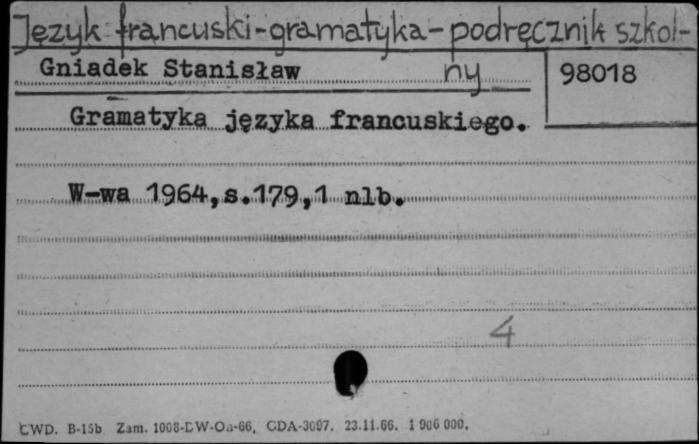 Język francuski-gramatyka-podręcznik szkol-
ny
Gniadek Stanisław
98018
Gramatyka języka francuskiego.
W-wa 1964,s.179,1 nlb.
4
CWD. B-15b Zam. 1008-DW-Oa-66. CDA-3097. 23.11.66. 1 906 000.